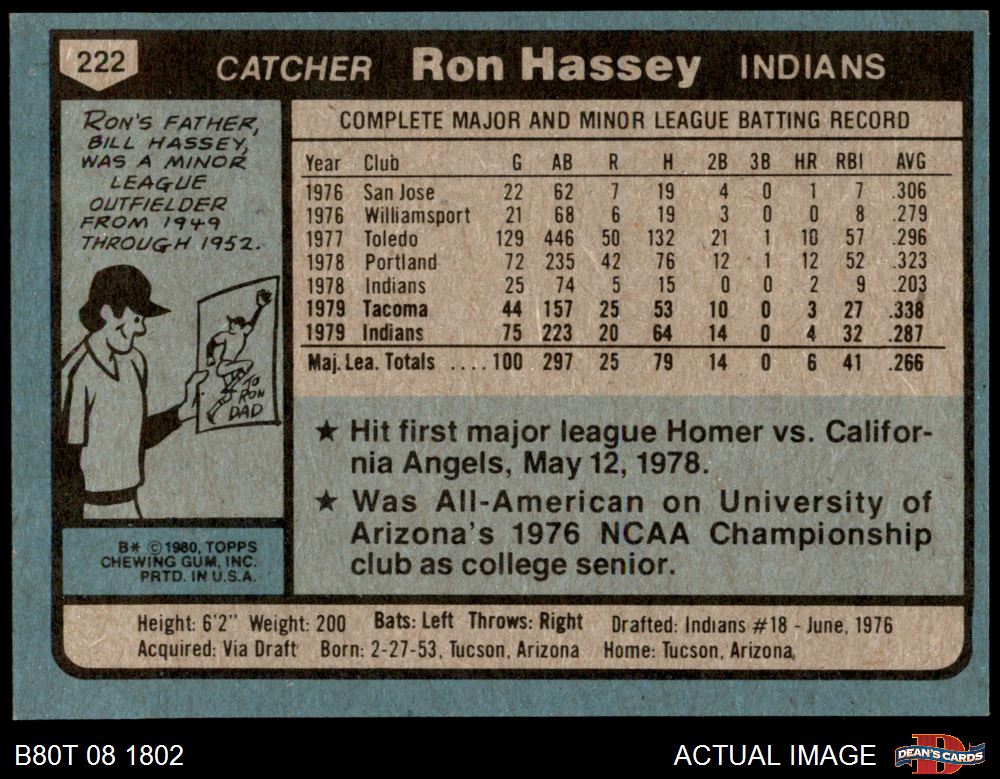 222 CATCHER Ron Hassey INDIANS
RON'S FATHER,
BILL HASSEY,
WAS A MINOR
LEAGUE
OUTFIELDER
FROM 1949
THROUGH 1952.
TO
RON
DAD
B* © 1980, TOPPS
CHEWING GUM, INC.
PRTD. IN U.S.A.
COMPLETE MAJOR AND MINOR LEAGUE BATTING RECORD
Year Club G AB R H 2B 3B HR RBI AVG
1976 San Jose 22 62 7 19 4 0 1 7 .306
1976 Williamsport 21 68 6 19 3 0 0 8 .279
1977 Toledo 129 446 50 132 21 1 10 57 .296
1978 Portland 72 235 42 76 12 1 12 52 .323
1978 Indians 25 74 5 15 0 0 2 9 .203
1979 Tacoma 44 157 25 53 10 0 3 27 .338
1979 Indians 75 223 20 64 14 0 4 32 .287
Maj. Lea. Totals .... 100 297 25 79 14 0 6 41 .266
★ Hit first major league Homer vs. Califor-
nia Angels, May 12, 1978.
★ Was All-American on University of
Arizona's 1976 NCAA Championship
club as college senior.
Height: 6'2" Weight: 200 Bats: Left Throws: Right Drafted: Indians #18 - June, 1976
Acquired: Via Draft Born: 2-27-53, Tucson, Arizona Home: Tucson, Arizona
B80T 08 1802 ACTUAL IMAGE DEAN'S CARDS